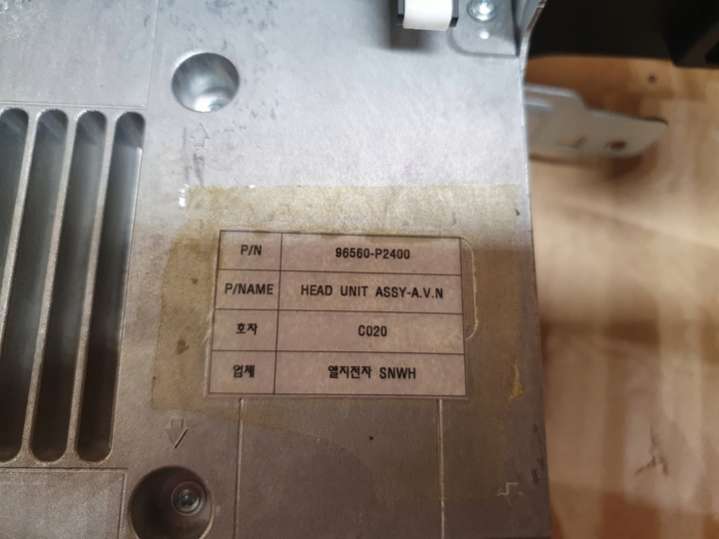 P/N 96560-P2400
P/NAME HEAD UNIT ASSY-A.V.N
호차 C020
업체 엘지전자 SNWH